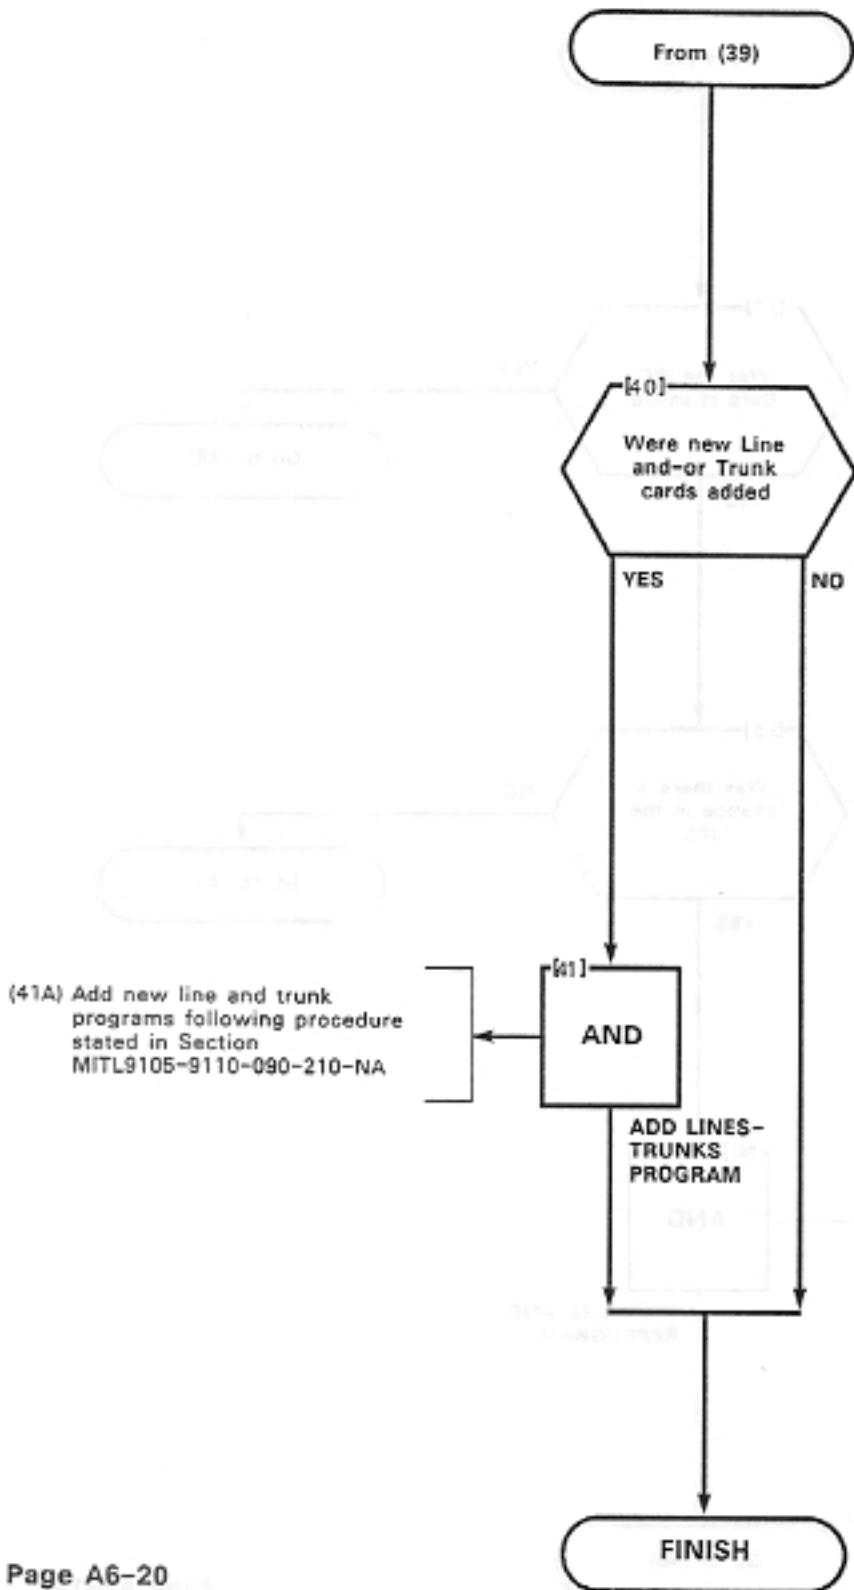 From (39)
[40]
Were new Line
and-or Trunk
cards added
YES
NO
(41A) Add new line and trunk
programs following procedure
stated in Section
MITL9105-9110-090-210-NA
[41]
AND
ADD LINES-
TRUNKS
PROGRAM
FINISH
Page A6-20